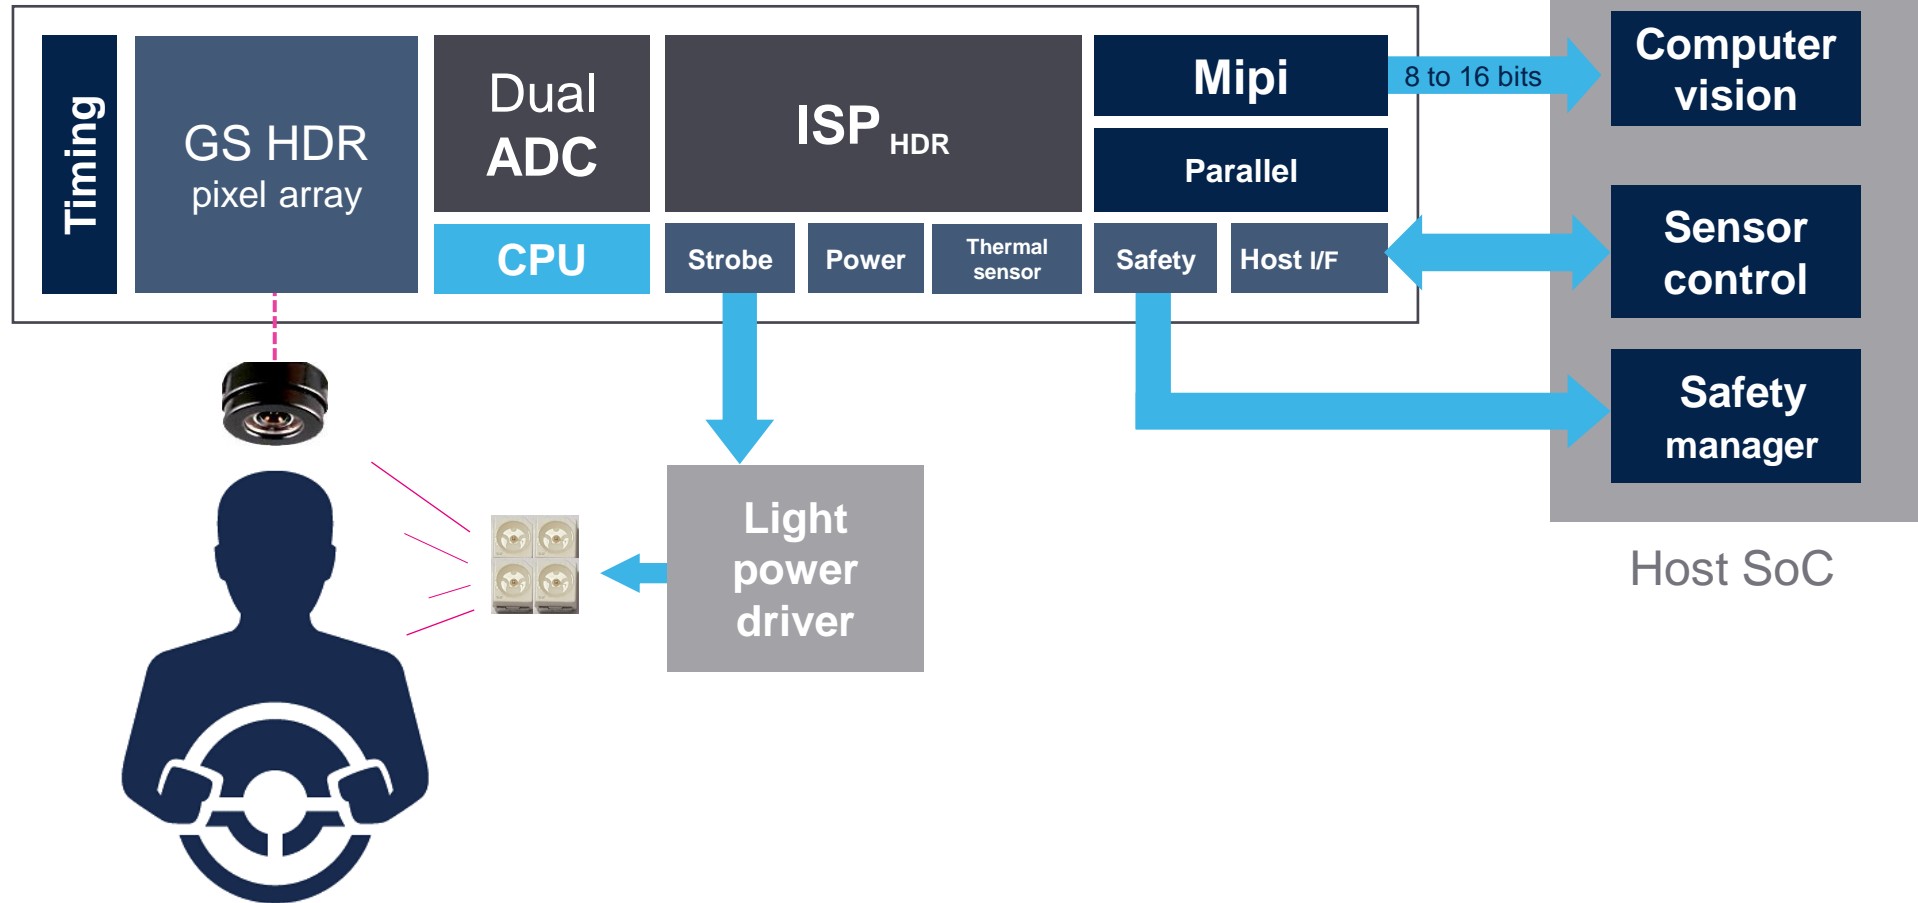 Timing
GS HDR
pixel array
Dual
ADC
CPU
ISP HDR
Strobe
Power
Thermal
sensor
Mipi
Parallel
Safety
Host I/F
8 to 16 bits
Computer
vision
Sensor
control
Safety
manager
Host SoC
Light
power
driver